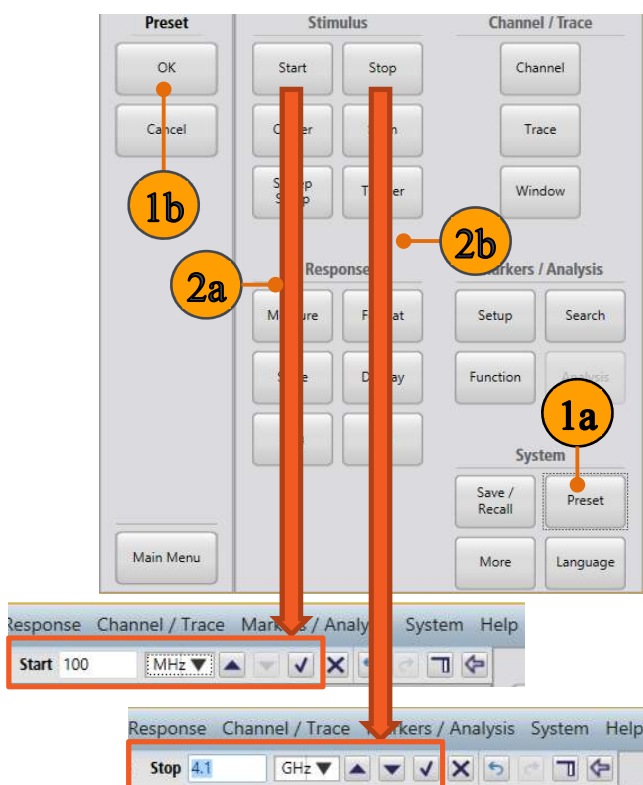 Preset
Stimulus
Channel / Trace
OK
Start
Stop
Channel
Cancel
Trace
Window
1b
2b
2a
Response
/ Analysis
Setup
Search
Function
1a
System
Save /
Recall
Preset
Main Menu
More
Language
Response Channel / Trace System Help
Start 100 MHz
Response Channel / Trace / Analysis System Help
Stop 4.1 GHz